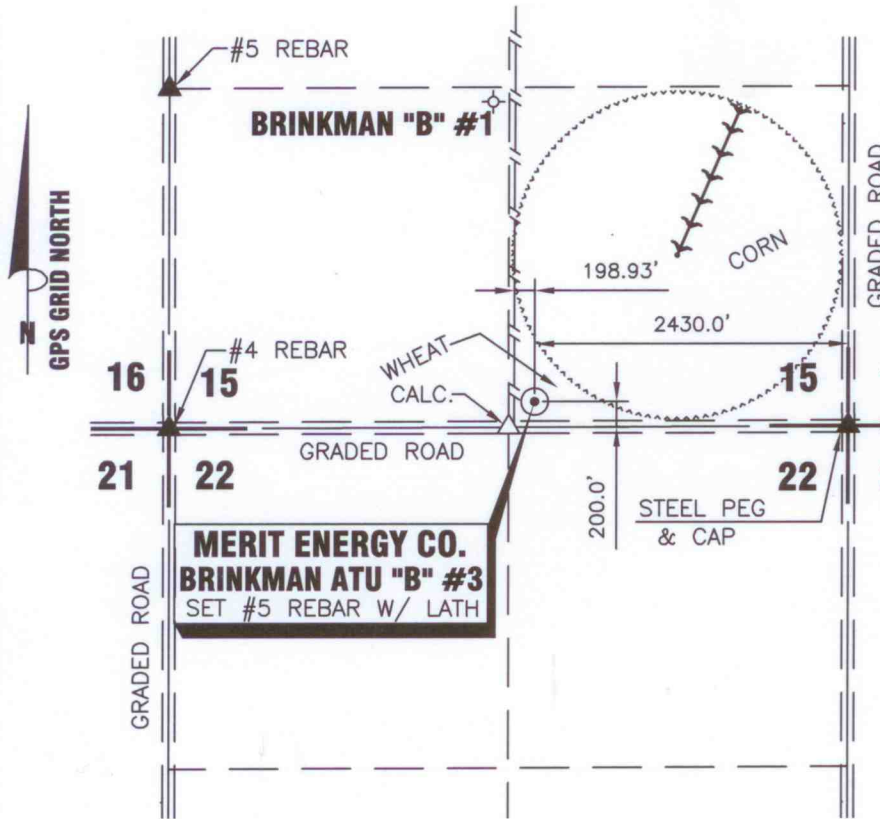 #5 REBAR
BRINKMAN "B" #1
GPS GRID NORTH
N
GRADED ROAD
CORN
198.93'
2430.0'
#4 REBAR
WHEAT
CALC.
16 15
15
GRADED ROAD
21 22
22
200.0'
STEEL PEG
& CAP
MERIT ENERGY CO.
BRINKMAN ATU "B" #3
SET #5 REBAR W/ LATH
GRADED ROAD